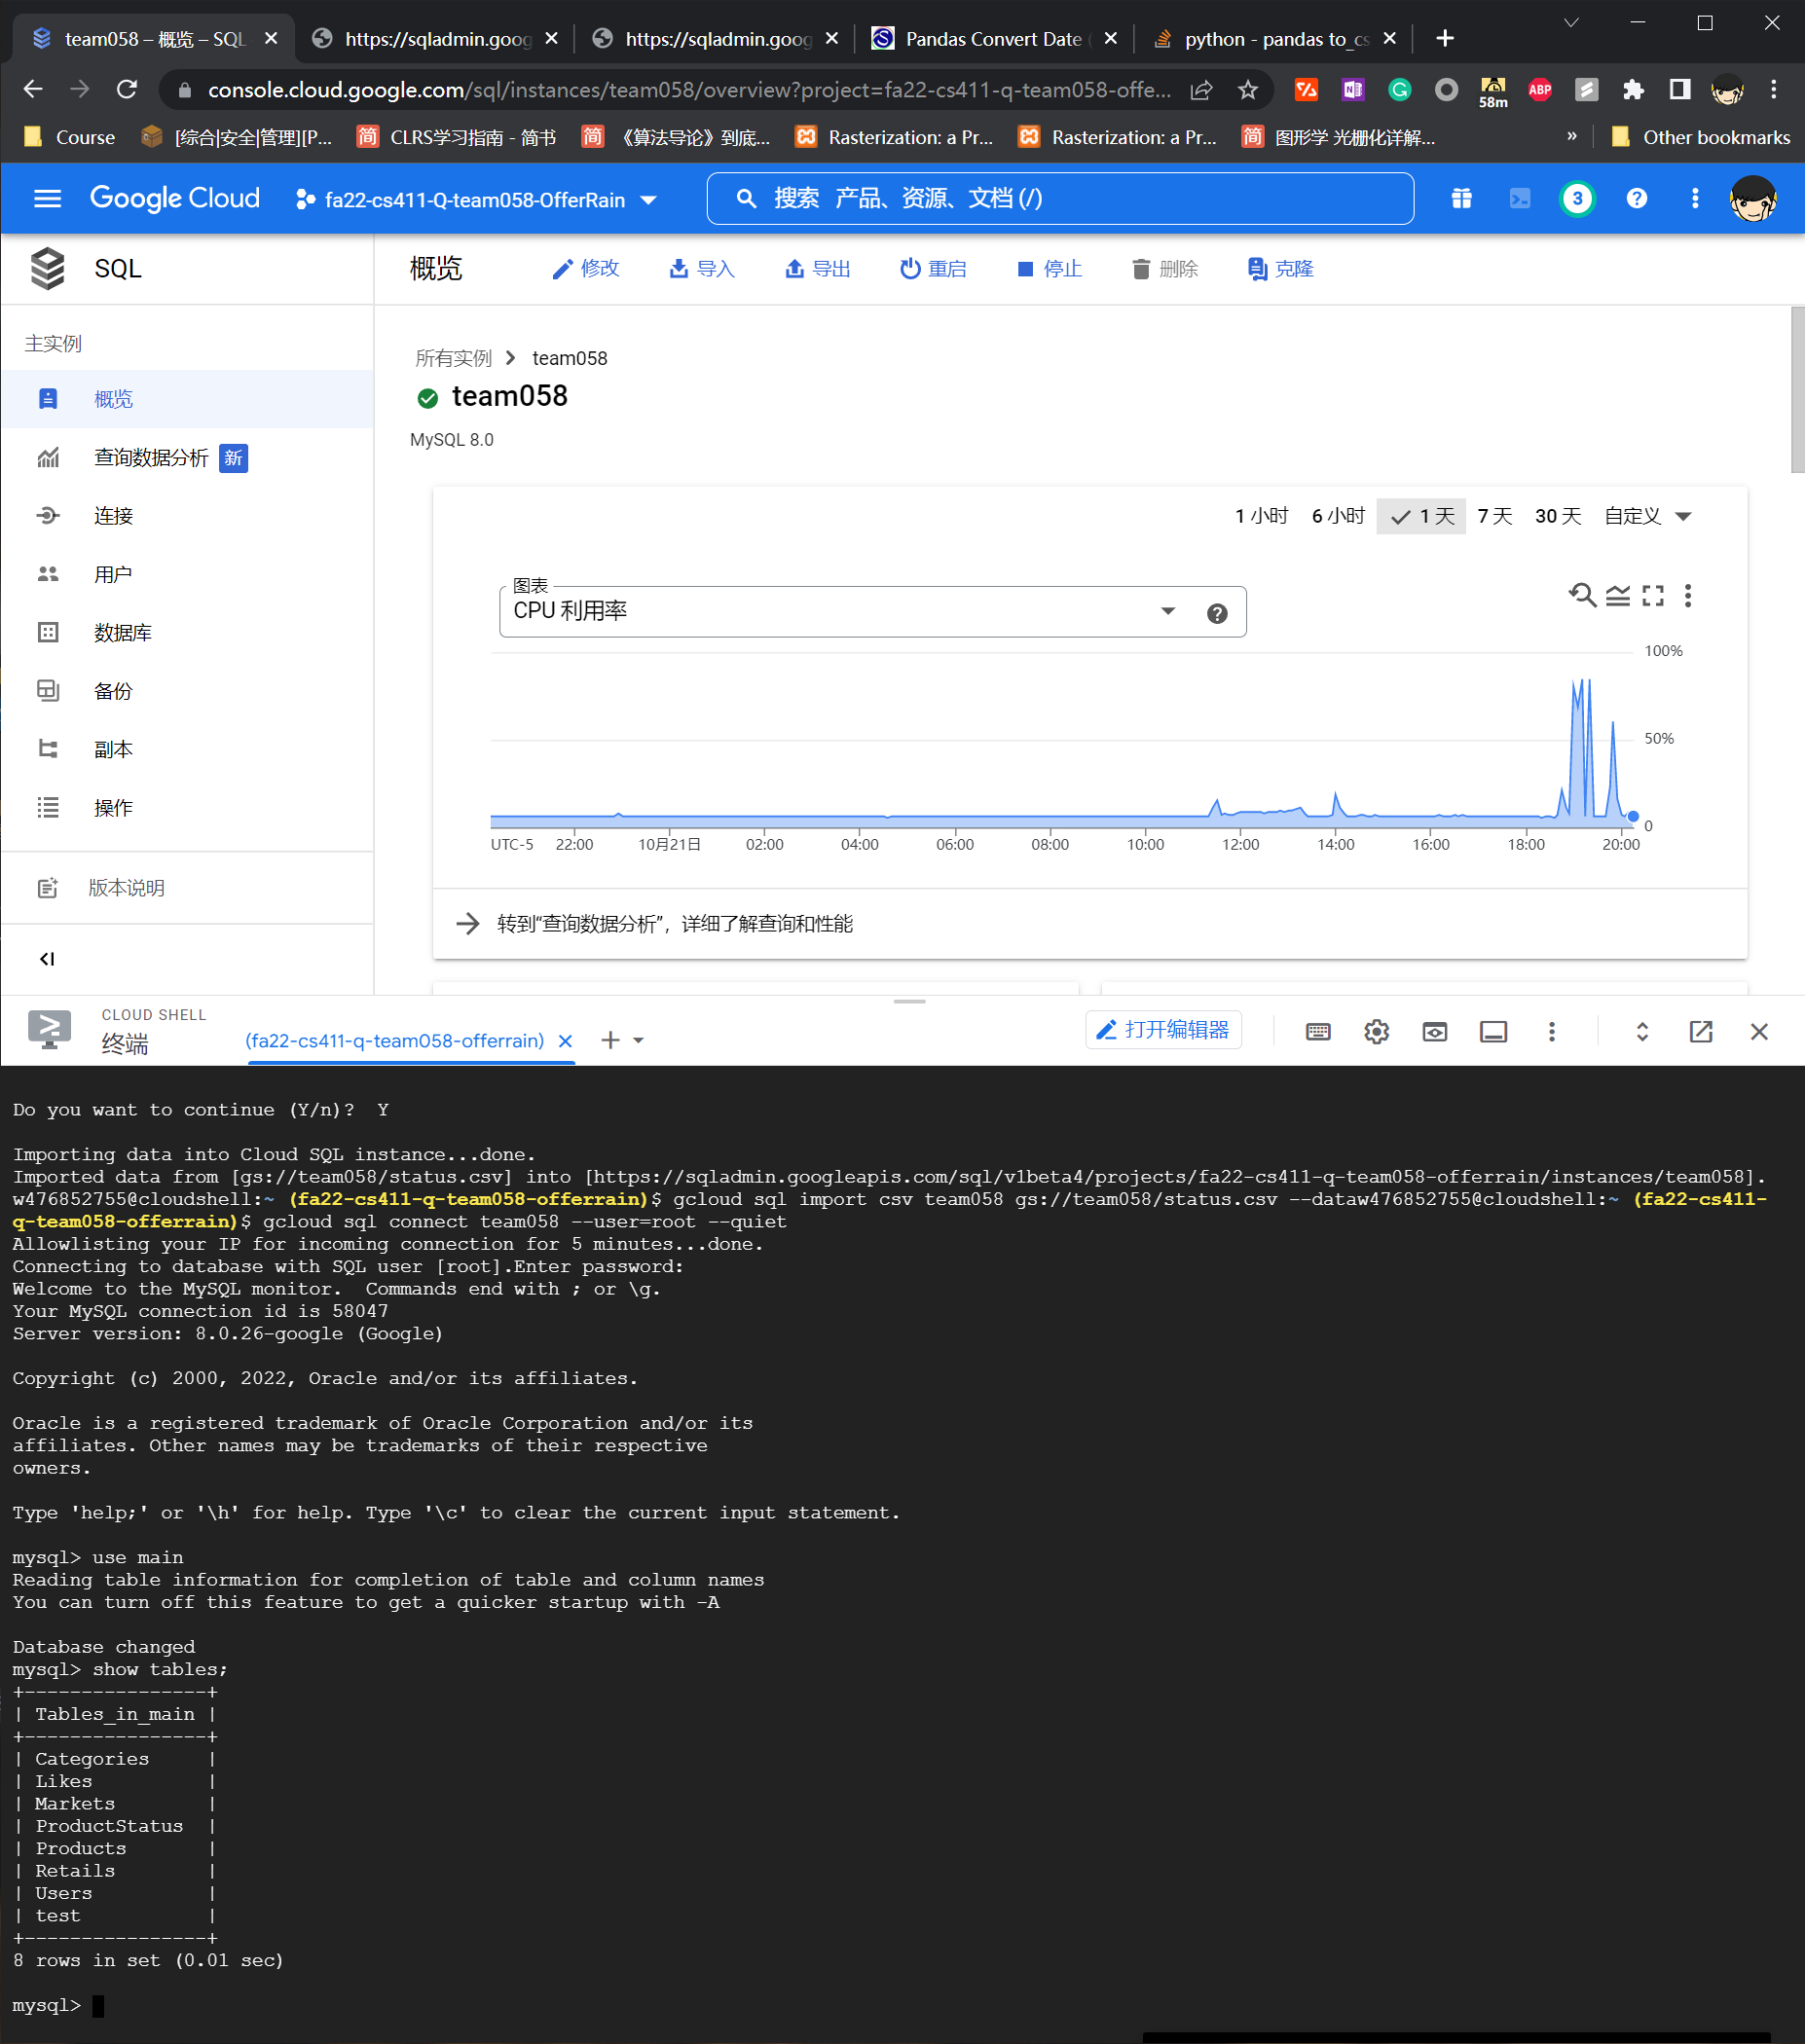 team058 – 概览 – SQL
https://sqladmin.goog
https://sqladmin.goog
Pandas Convert Date
python - pandas to_cs
console.cloud.google.com/sql/instances/team058/overview?project=fa22-cs411-q-team058-offe...
58m
ABP
Course
[综合|安全|管理][P...
简 CLRS学习指南 - 简书
简 《算法导论》到底...
Rasterization: a Pr...
Rasterization: a Pr...
简 图形学 光栅化详解...
»
Other bookmarks
Google Cloud
fa22-cs411-Q-team058-OfferRain
搜索 产品、资源、文档 (/)
3
SQL
概览
修改
导入
导出
重启
停止
删除
克隆
主实例
概览
查询数据分析 新
连接
用户
数据库
备份
副本
操作
版本说明
所有实例 > team058
team058
MySQL 8.0
1 小时 6 小时 1 天 7 天 30 天 自定义
图表
CPU 利用率
100%
50%
0
UTC-5 22:00 10月21日 02:00 04:00 06:00 08:00 10:00 12:00 14:00 16:00 18:00 20:00
转到“查询数据分析”，详细了解查询和性能
CLOUD SHELL
终端
(fa22-cs411-q-team058-offerrain)
打开编辑器
Do you want to continue (Y/n)?  Y
Importing data into Cloud SQL instance...done.
Imported data from [gs://team058/status.csv] into [https://sqladmin.googleapis.com/sql/v1beta4/projects/fa22-cs411-q-team058-offerrain/instances/team058].
w476852755@cloudshell:~ (fa22-cs411-q-team058-offerrain)$ gcloud sql import csv team058 gs://team058/status.csv --dataw476852755@cloudshell:~ (fa22-cs411-
q-team058-offerrain)$ gcloud sql connect team058 --user=root --quiet
Allowlisting your IP for incoming connection for 5 minutes...done.
Connecting to database with SQL user [root].Enter password:
Welcome to the MySQL monitor.  Commands end with ; or \g.
Your MySQL connection id is 58047
Server version: 8.0.26-google (Google)
Copyright (c) 2000, 2022, Oracle and/or its affiliates.
Oracle is a registered trademark of Oracle Corporation and/or its
affiliates. Other names may be trademarks of their respective
owners.
Type 'help;' or '\h' for help. Type '\c' to clear the current input statement.
mysql> use main
Reading table information for completion of table and column names
You can turn off this feature to get a quicker startup with -A
Database changed
mysql> show tables;
+----------------+
| Tables_in_main |
+----------------+
| Categories     |
| Likes          |
| Markets        |
| ProductStatus  |
| Products       |
| Retails        |
| Users          |
| test           |
+----------------+
8 rows in set (0.01 sec)
mysql>